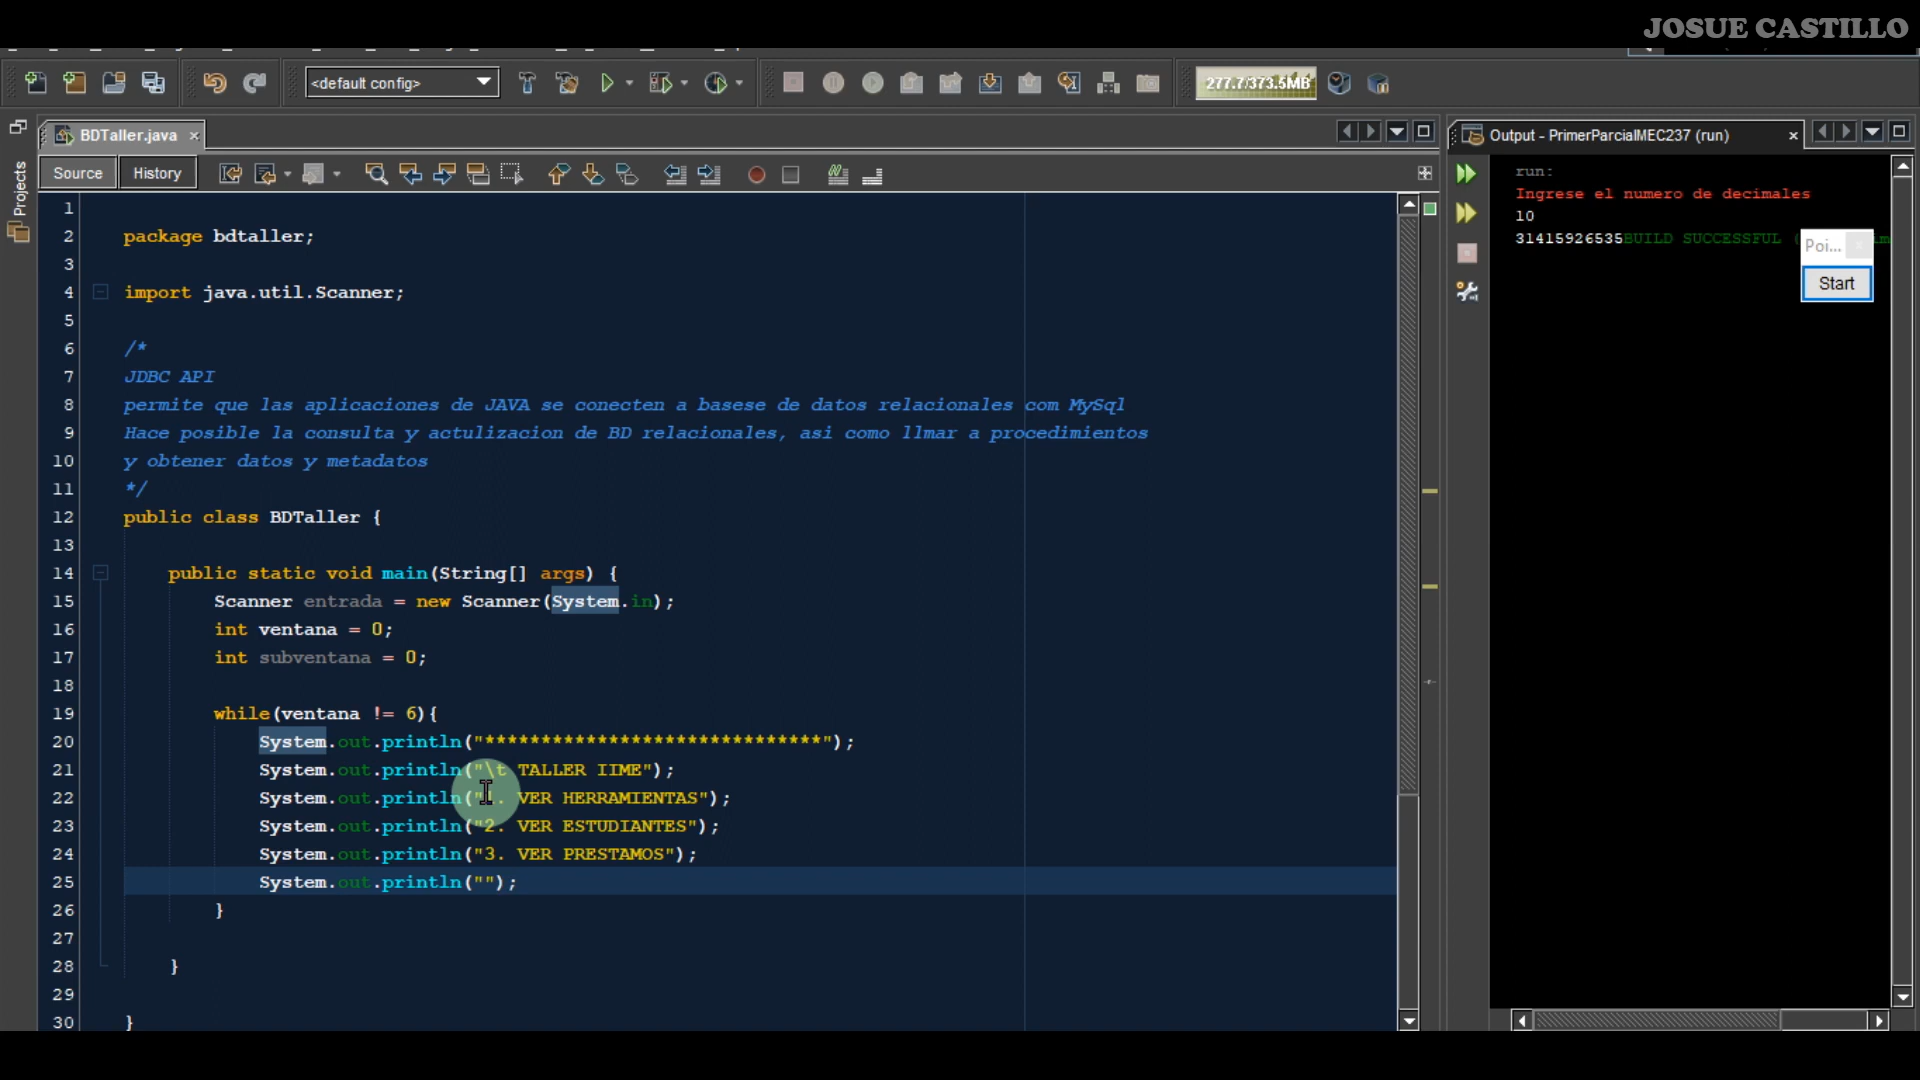 JOSUE CASTILLO
<default config>
277.7/373.5MB
BDTaller.java
Output - PrimerParcialMEC237 (run)
Projects
Source
History
1
2 package bdtaller;
3
4 import java.util.Scanner;
5
6 /*
7 JDBC API
8 permite que las aplicaciones de JAVA se conecten a basese de datos relacionales com MySql
9 Hace posible la consulta y actulizacion de BD relacionales, asi como llmar a procedimientos
10 y obtener datos y metadatos
11 */
12 public class BDTaller {
13
14 public static void main(String[] args) {
15 Scanner entrada = new Scanner(System.in);
16 int ventana = 0;
17 int subventana = 0;
18
19 while(ventana != 6){
20 System.out.println("******************************");
21 System.out.println("\t TALLER IIME");
22 System.out.println("1. VER HERRAMIENTAS");
23 System.out.println("2. VER ESTUDIANTES");
24 System.out.println("3. VER PRESTAMOS");
25 System.out.println("");
26 }
27
28 }
29
30 }
run:
Ingrese el numero de decimales
10
31415926535BUILD SUCCESSFUL (
Poi...
Start